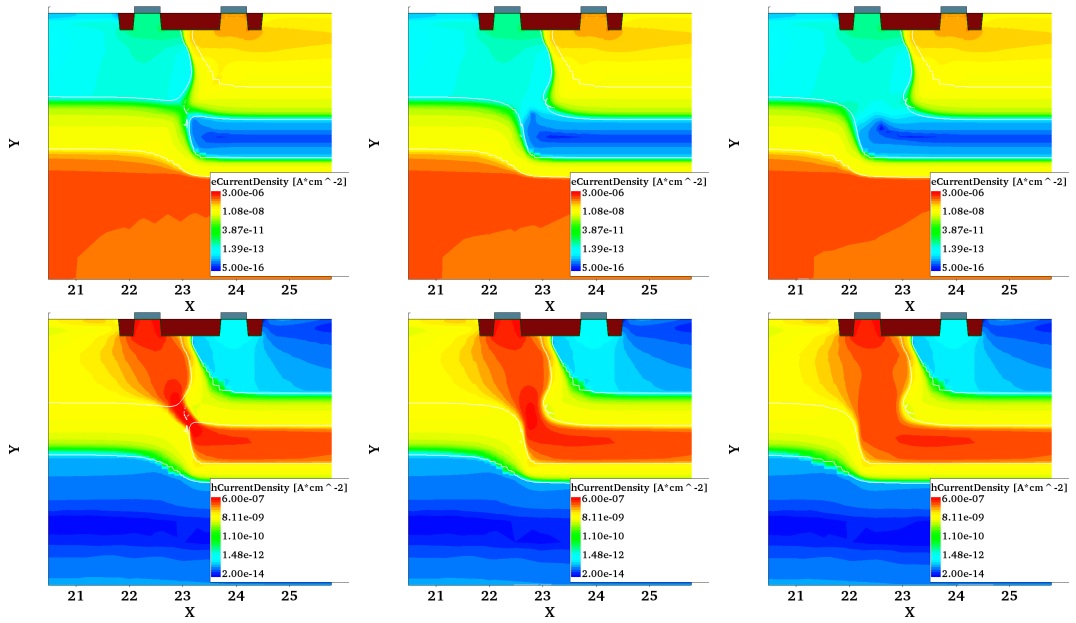 Y
eCurrentDensity [A*cm^-2]
3.00e-06
1.08e-08
3.87e-11
1.39e-13
5.00e-16
21 22 23 24 25
X
Y
eCurrentDensity [A*cm^-2]
3.00e-06
1.08e-08
3.87e-11
1.39e-13
5.00e-16
21 22 23 24 25
X
Y
eCurrentDensity [A*cm^-2]
3.00e-06
1.08e-08
3.87e-11
1.39e-13
5.00e-16
21 22 23 24 25
X
Y
hCurrentDensity [A*cm^-2]
6.00e-07
8.11e-09
1.10e-10
1.48e-12
2.00e-14
21 22 23 24 25
X
Y
hCurrentDensity [A*cm^-2]
6.00e-07
8.11e-09
1.10e-10
1.48e-12
2.00e-14
21 22 23 24 25
X
Y
hCurrentDensity [A*cm^-2]
6.00e-07
8.11e-09
1.10e-10
1.48e-12
2.00e-14
21 22 23 24 25
X